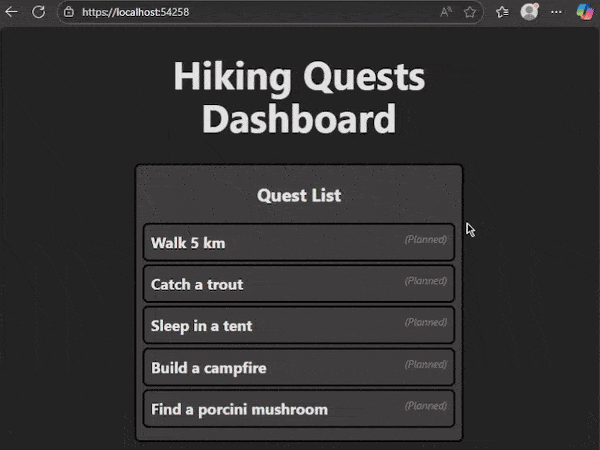 https://localhost:54258
Hiking Quests
Dashboard
Quest List
Walk 5 km
(Planned)
Catch a trout
(Planned)
Sleep in a tent
(Planned)
Build a campfire
(Planned)
Find a porcini mushroom
(Planned)